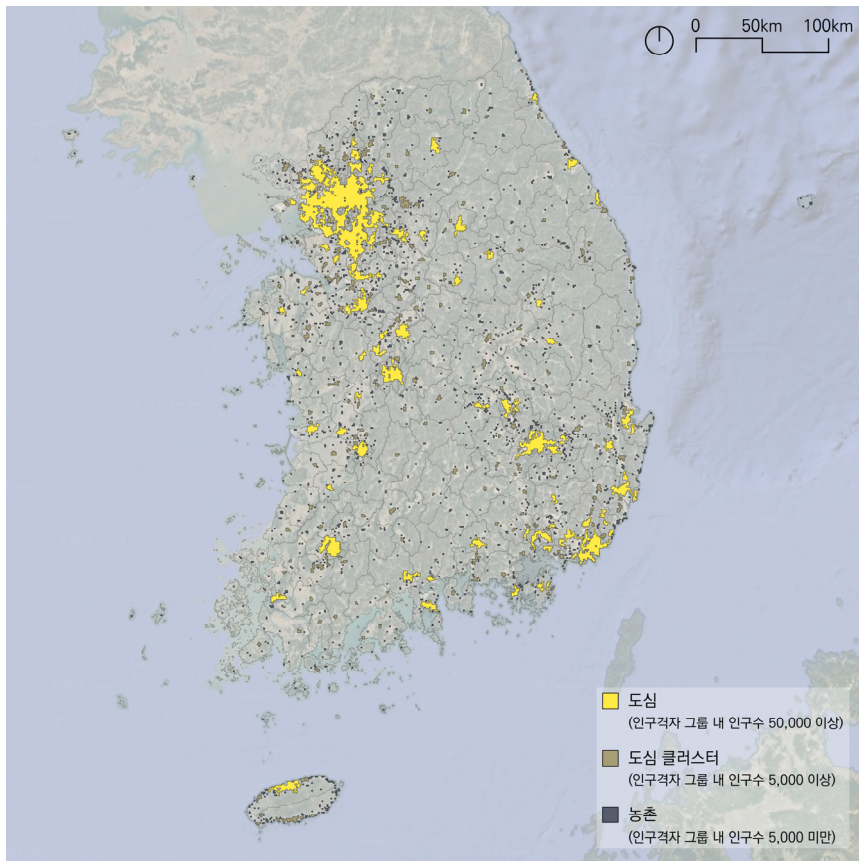 0 50km 100km
도심
(인구격자 그룹 내 인구수 50,000 이상)
도심 클러스터
(인구격자 그룹 내 인구수 5,000 이상)
농촌
(인구격자 그룹 내 인구수 5,000 미만)